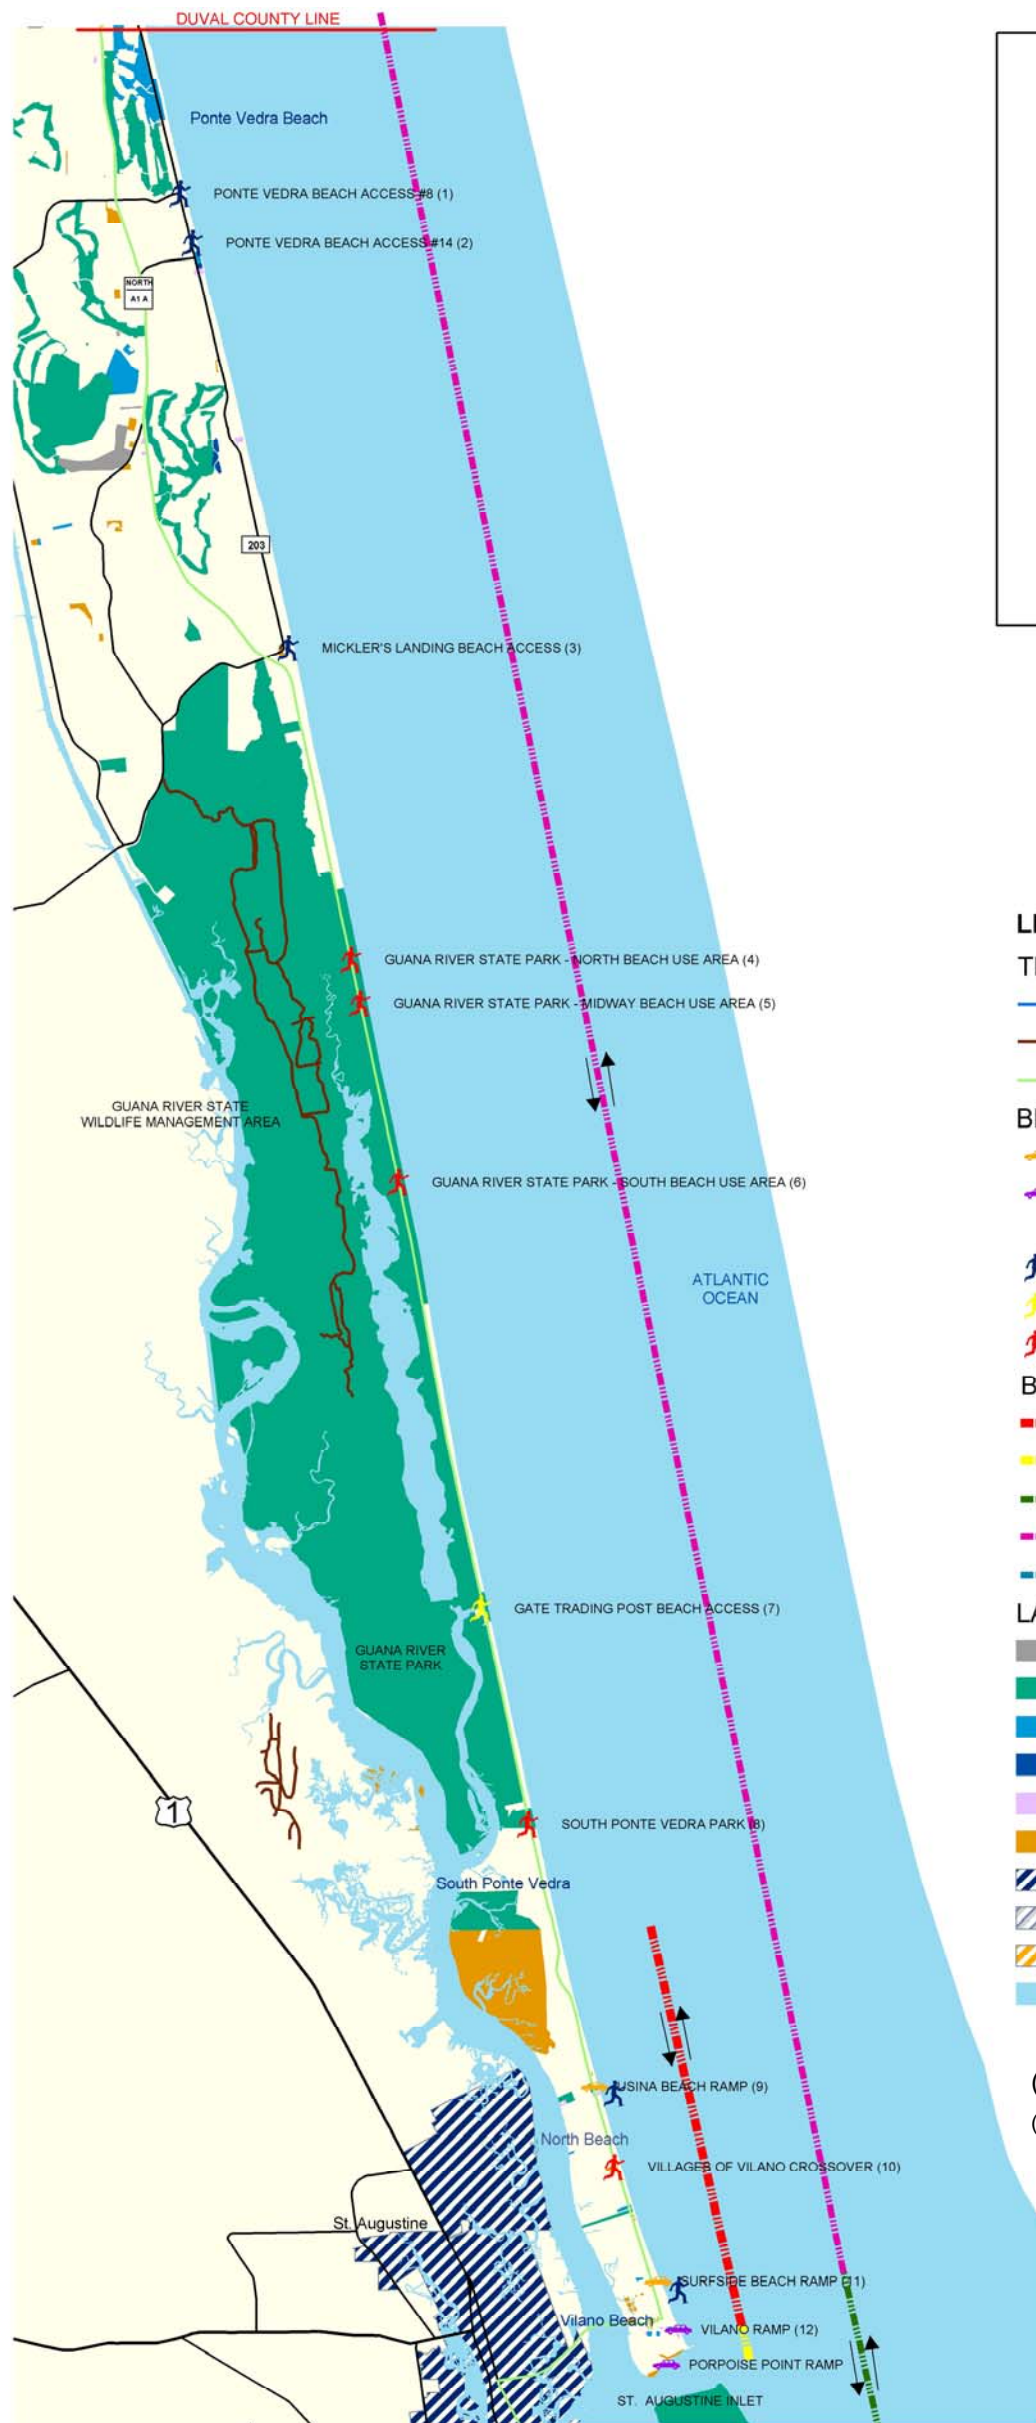 DUVAL COUNTY LINE
Ponte Vedra Beach
PONTE VEDRA BEACH ACCESS #8 (1)
PONTE VEDRA BEACH ACCESS #14 (2)
NORTH
A1 A
203
MICKLER'S LANDING BEACH ACCESS (3)
GUANA RIVER STATE PARK - NORTH BEACH USE AREA (4)
GUANA RIVER STATE PARK - MIDWAY BEACH USE AREA (5)
GUANA RIVER STATE
WILDLIFE MANAGEMENT AREA
GUANA RIVER STATE PARK - SOUTH BEACH USE AREA (6)
ATLANTIC
OCEAN
GATE TRADING POST BEACH ACCESS (7)
GUANA RIVER
STATE PARK
1
SOUTH PONTE VEDRA PARK (8)
South Ponte Vedra
USINA BEACH RAMP (9)
North Beach
VILLAGES OF VILANO CROSSOVER (10)
St. Augustine
SURFSIDE BEACH RAMP (11)
Vilano Beach
VILANO RAMP (12)
PORPOISE POINT RAMP
ST. AUGUSTINE INLET